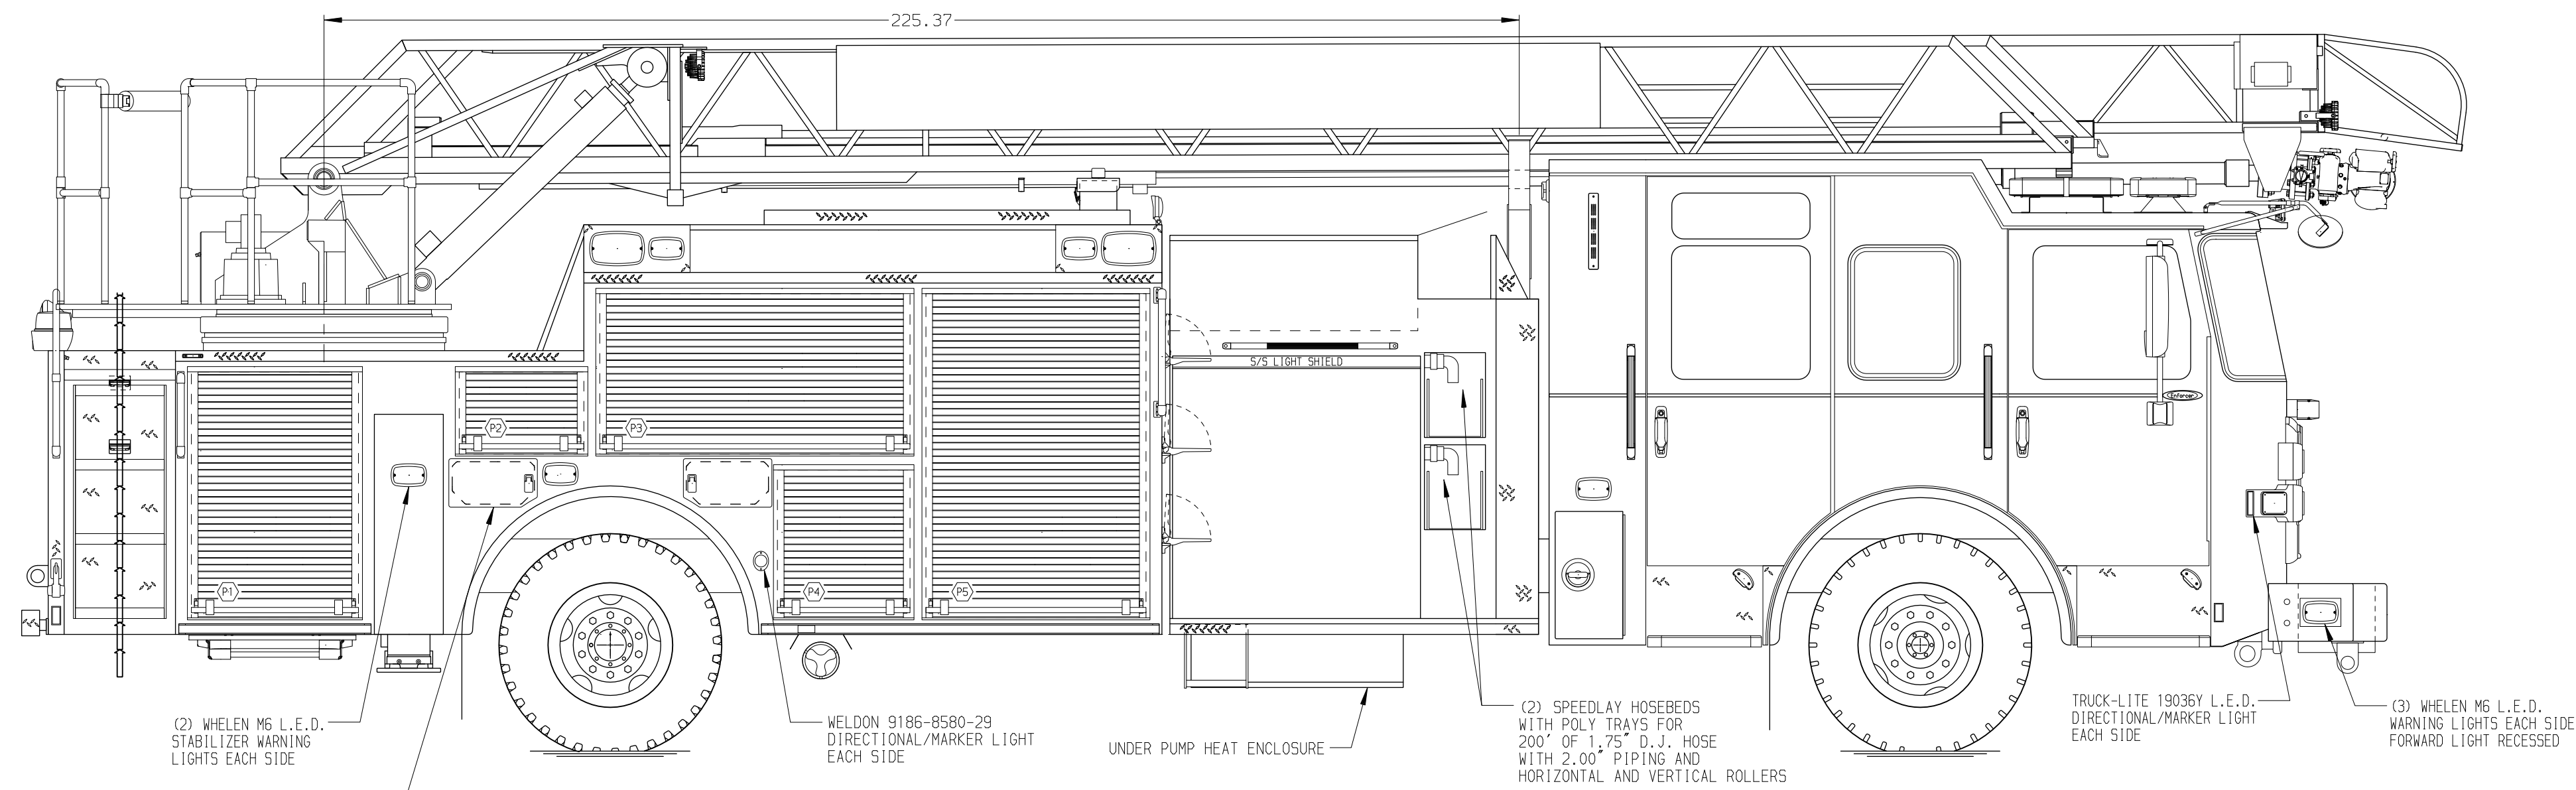 225.37
S/S LIGHT SHIELD
Enforcer
P2
P3
P1
P4
P5
(2) WHELEN M6 L.E.D.
STABILIZER WARNING
LIGHTS EACH SIDE
WELDON 9186-8580-29
DIRECTIONAL/MARKER LIGHT
EACH SIDE
UNDER PUMP HEAT ENCLOSURE
(2) SPEEDLAY HOSEBEDS
WITH POLY TRAYS FOR
200' OF 1.75" D.J. HOSE
WITH 2.00" PIPING AND
HORIZONTAL AND VERTICAL ROLLERS
TRUCK-LITE 19036Y L.E.D.
DIRECTIONAL/MARKER LIGHT
EACH SIDE
(3) WHELEN M6 L.E.D.
WARNING LIGHTS EACH SIDE
FORWARD LIGHT RECESSED